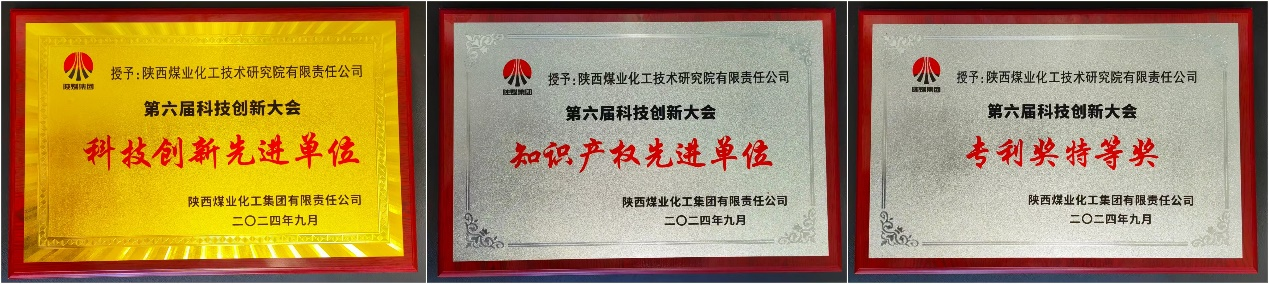 陕煤集团
授予:陕西煤业化工技术研究院有限责任公司
第六届科技创新大会
科技创新先进单位
陕西煤业化工集团有限责任公司
二〇二四年九月
陕煤集团
授予:陕西煤业化工技术研究院有限责任公司
第六届科技创新大会
知识产权先进单位
陕西煤业化工集团有限责任公司
二〇二四年九月
陕煤集团
授予:陕西煤业化工技术研究院有限责任公司
第六届科技创新大会
专利奖特等奖
陕西煤业化工集团有限责任公司
二〇二四年九月